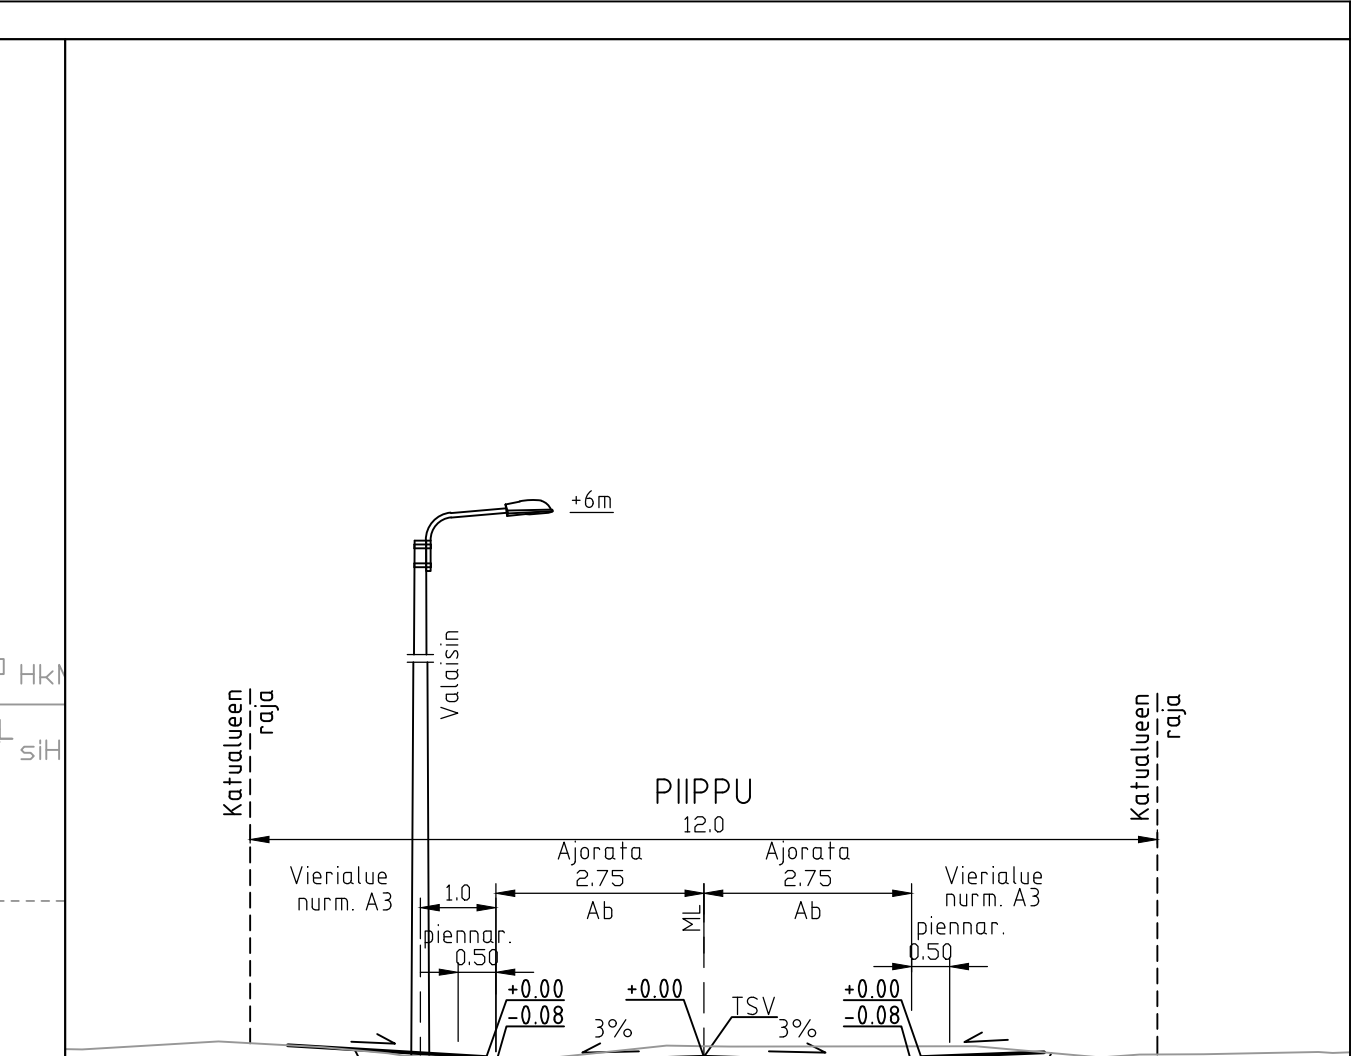 +6m
Valaisin
HkM
siH
Katualueen
raja
Katualueen
raja
PIIPPU
12.0
Ajorata
2.75
Ab
Ajorata
2.75
Ab
ML
Vierialue
nurm. A3
1.0
piennar.
0.50
Vierialue
nurm. A3
piennar.
0.50
+0.00
-0.08
+0.00
TSV
+0.00
-0.08
3%
3%